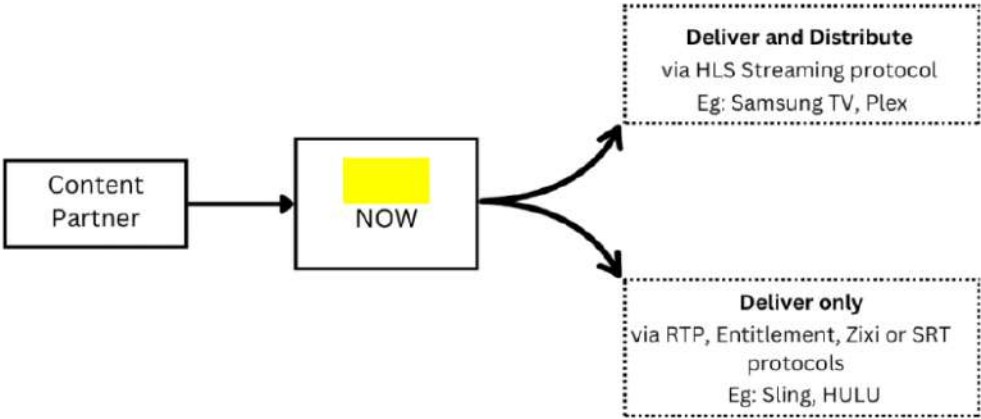 Content
Partner
NOW
Deliver and Distribute
via HLS Streaming protocol
Eg: Samsung TV, Plex
Deliver only
via RTP, Entitlement, Zixi or SRT
protocols
Eg: Sling, HULU